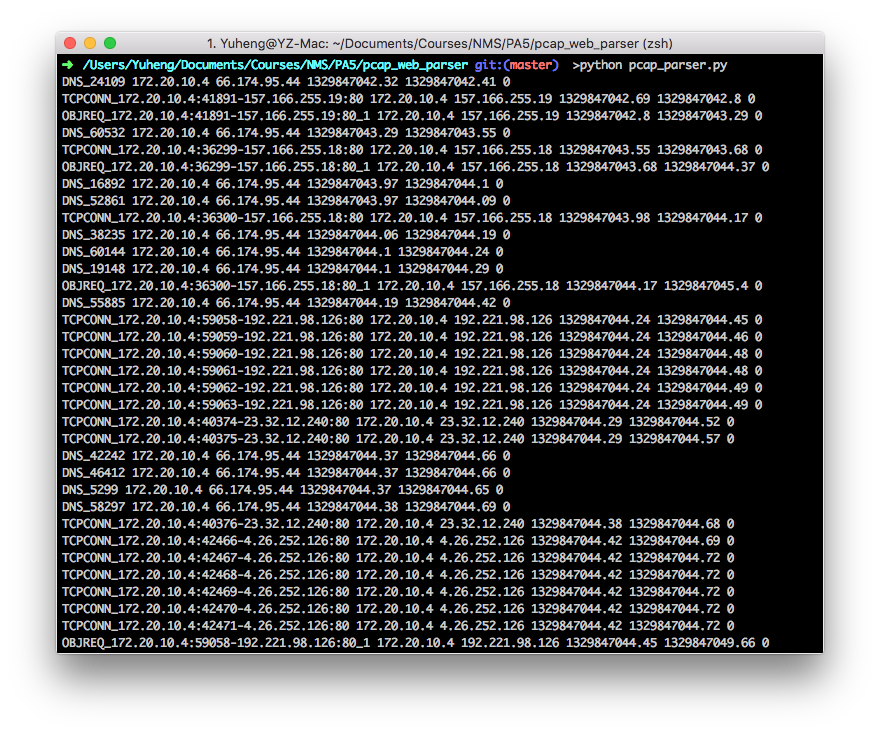 1. Yuheng@YZ-Mac: ~/Documents/Courses/NMS/PA5/pcap_web_parser (zsh)
➜ /Users/Yuheng/Documents/Courses/NMS/PA5/pcap_web_parser git:(master) >python pcap_parser.py
DNS_24109 172.20.10.4 66.174.95.44 1329847042.32 1329847042.41 0
TCPCONN_172.20.10.4:41891-157.166.255.19:80 172.20.10.4 157.166.255.19 1329847042.69 1329847042.8 0
OBJREQ_172.20.10.4:41891-157.166.255.19:80_1 172.20.10.4 157.166.255.19 1329847042.8 1329847043.29 0
DNS_60532 172.20.10.4 66.174.95.44 1329847043.29 1329847043.55 0
TCPCONN_172.20.10.4:36299-157.166.255.18:80 172.20.10.4 157.166.255.18 1329847043.55 1329847043.68 0
OBJREQ_172.20.10.4:36299-157.166.255.18:80_1 172.20.10.4 157.166.255.18 1329847043.68 1329847044.37 0
DNS_16892 172.20.10.4 66.174.95.44 1329847043.97 1329847044.1 0
DNS_52861 172.20.10.4 66.174.95.44 1329847043.97 1329847044.09 0
TCPCONN_172.20.10.4:36300-157.166.255.18:80 172.20.10.4 157.166.255.18 1329847043.98 1329847044.17 0
DNS_38235 172.20.10.4 66.174.95.44 1329847044.06 1329847044.19 0
DNS_60144 172.20.10.4 66.174.95.44 1329847044.1 1329847044.24 0
DNS_19148 172.20.10.4 66.174.95.44 1329847044.1 1329847044.29 0
OBJREQ_172.20.10.4:36300-157.166.255.18:80_1 172.20.10.4 157.166.255.18 1329847044.17 1329847045.4 0
DNS_55885 172.20.10.4 66.174.95.44 1329847044.19 1329847044.42 0
TCPCONN_172.20.10.4:59058-192.221.98.126:80 172.20.10.4 192.221.98.126 1329847044.24 1329847044.45 0
TCPCONN_172.20.10.4:59059-192.221.98.126:80 172.20.10.4 192.221.98.126 1329847044.24 1329847044.46 0
TCPCONN_172.20.10.4:59060-192.221.98.126:80 172.20.10.4 192.221.98.126 1329847044.24 1329847044.48 0
TCPCONN_172.20.10.4:59061-192.221.98.126:80 172.20.10.4 192.221.98.126 1329847044.24 1329847044.48 0
TCPCONN_172.20.10.4:59062-192.221.98.126:80 172.20.10.4 192.221.98.126 1329847044.24 1329847044.49 0
TCPCONN_172.20.10.4:59063-192.221.98.126:80 172.20.10.4 192.221.98.126 1329847044.24 1329847044.49 0
TCPCONN_172.20.10.4:40374-23.32.12.240:80 172.20.10.4 23.32.12.240 1329847044.29 1329847044.52 0
TCPCONN_172.20.10.4:40375-23.32.12.240:80 172.20.10.4 23.32.12.240 1329847044.29 1329847044.57 0
DNS_42242 172.20.10.4 66.174.95.44 1329847044.37 1329847044.66 0
DNS_46412 172.20.10.4 66.174.95.44 1329847044.37 1329847044.66 0
DNS_5299 172.20.10.4 66.174.95.44 1329847044.37 1329847044.65 0
DNS_58297 172.20.10.4 66.174.95.44 1329847044.38 1329847044.69 0
TCPCONN_172.20.10.4:40376-23.32.12.240:80 172.20.10.4 23.32.12.240 1329847044.38 1329847044.68 0
TCPCONN_172.20.10.4:42466-4.26.252.126:80 172.20.10.4 4.26.252.126 1329847044.42 1329847044.69 0
TCPCONN_172.20.10.4:42467-4.26.252.126:80 172.20.10.4 4.26.252.126 1329847044.42 1329847044.72 0
TCPCONN_172.20.10.4:42468-4.26.252.126:80 172.20.10.4 4.26.252.126 1329847044.42 1329847044.72 0
TCPCONN_172.20.10.4:42469-4.26.252.126:80 172.20.10.4 4.26.252.126 1329847044.42 1329847044.72 0
TCPCONN_172.20.10.4:42470-4.26.252.126:80 172.20.10.4 4.26.252.126 1329847044.42 1329847044.72 0
TCPCONN_172.20.10.4:42471-4.26.252.126:80 172.20.10.4 4.26.252.126 1329847044.42 1329847044.72 0
OBJREQ_172.20.10.4:59058-192.221.98.126:80_1 172.20.10.4 192.221.98.126 1329847044.45 1329847049.66 0